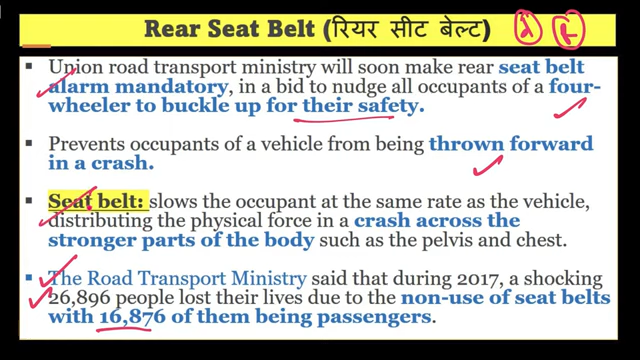 Rear Seat Belt (रियर सीट बेल्ट)
▪ Union road transport ministry will soon make rear seat belt
alarm mandatory, in a bid to nudge all occupants of a four-
wheeler to buckle up for their safety.
▪ Prevents occupants of a vehicle from being thrown forward
in a crash.
▪ Seat belt: slows the occupant at the same rate as the vehicle,
distributing the physical force in a crash across the
stronger parts of the body such as the pelvis and chest.
▪ The Road Transport Ministry said that during 2017, a shocking
26,896 people lost their lives due to the non-use of seat belts
with 16,876 of them being passengers.